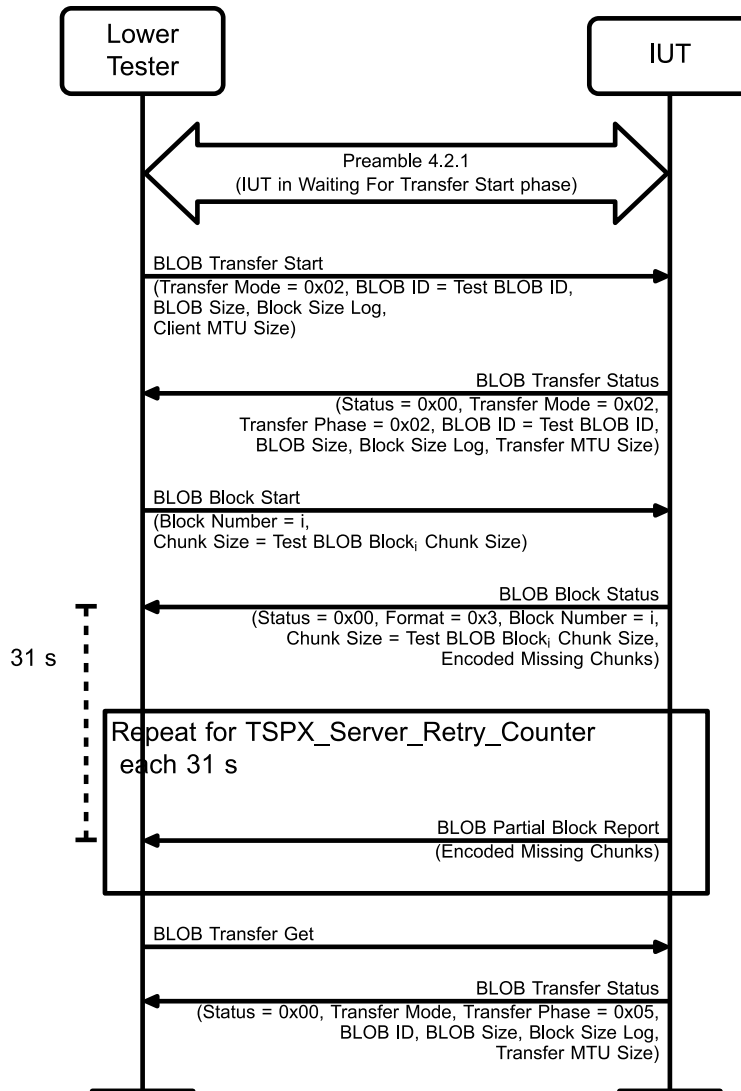 Lower
Tester
IUT
Preamble 4.2.1
(IUT in Waiting For Transfer Start phase)
BLOB Transfer Start
(Transfer Mode = 0x02, BLOB ID = Test BLOB ID,
BLOB Size, Block Size Log,
Client MTU Size)
BLOB Transfer Status
(Status = 0x00, Transfer Mode = 0x02,
Transfer Phase = 0x02, BLOB ID = Test BLOB ID,
BLOB Size, Block Size Log, Transfer MTU Size)
BLOB Block Start
(Block Number = i,
Chunk Size = Test BLOB Blockᵢ Chunk Size)
BLOB Block Status
(Status = 0x00, Format = 0x3, Block Number = i,
Chunk Size = Test BLOB Blockᵢ Chunk Size,
Encoded Missing Chunks)
31 s
Repeat for TSPX_Server_Retry_Counter
each 31 s
BLOB Partial Block Report
(Encoded Missing Chunks)
BLOB Transfer Get
BLOB Transfer Status
(Status = 0x00, Transfer Mode, Transfer Phase = 0x05,
BLOB ID, BLOB Size, Block Size Log,
Transfer MTU Size)